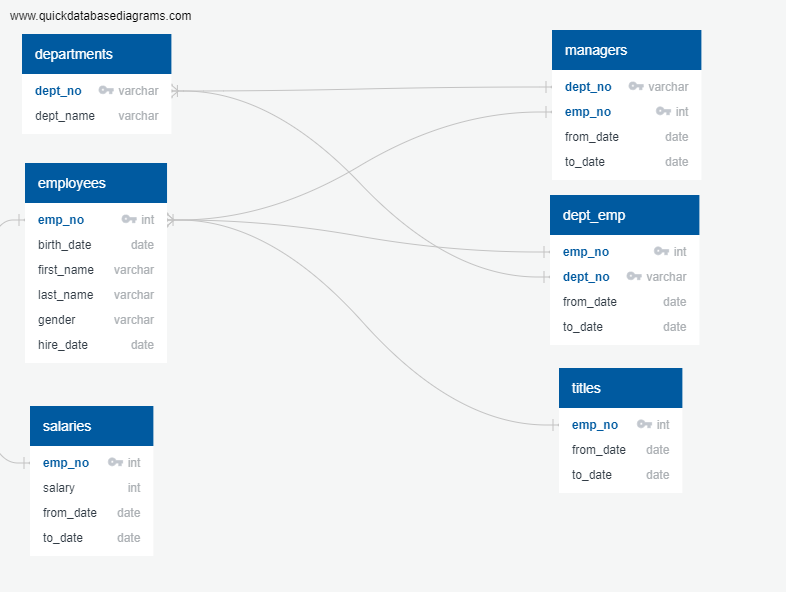 www.quickdatabasediagrams.com
departments
dept_no varchar
dept_name varchar
employees
emp_no int
birth_date date
first_name varchar
last_name varchar
gender varchar
hire_date date
salaries
emp_no int
salary int
from_date date
to_date date
managers
dept_no varchar
emp_no int
from_date date
to_date date
dept_emp
emp_no int
dept_no varchar
from_date date
to_date date
titles
emp_no int
from_date date
to_date date